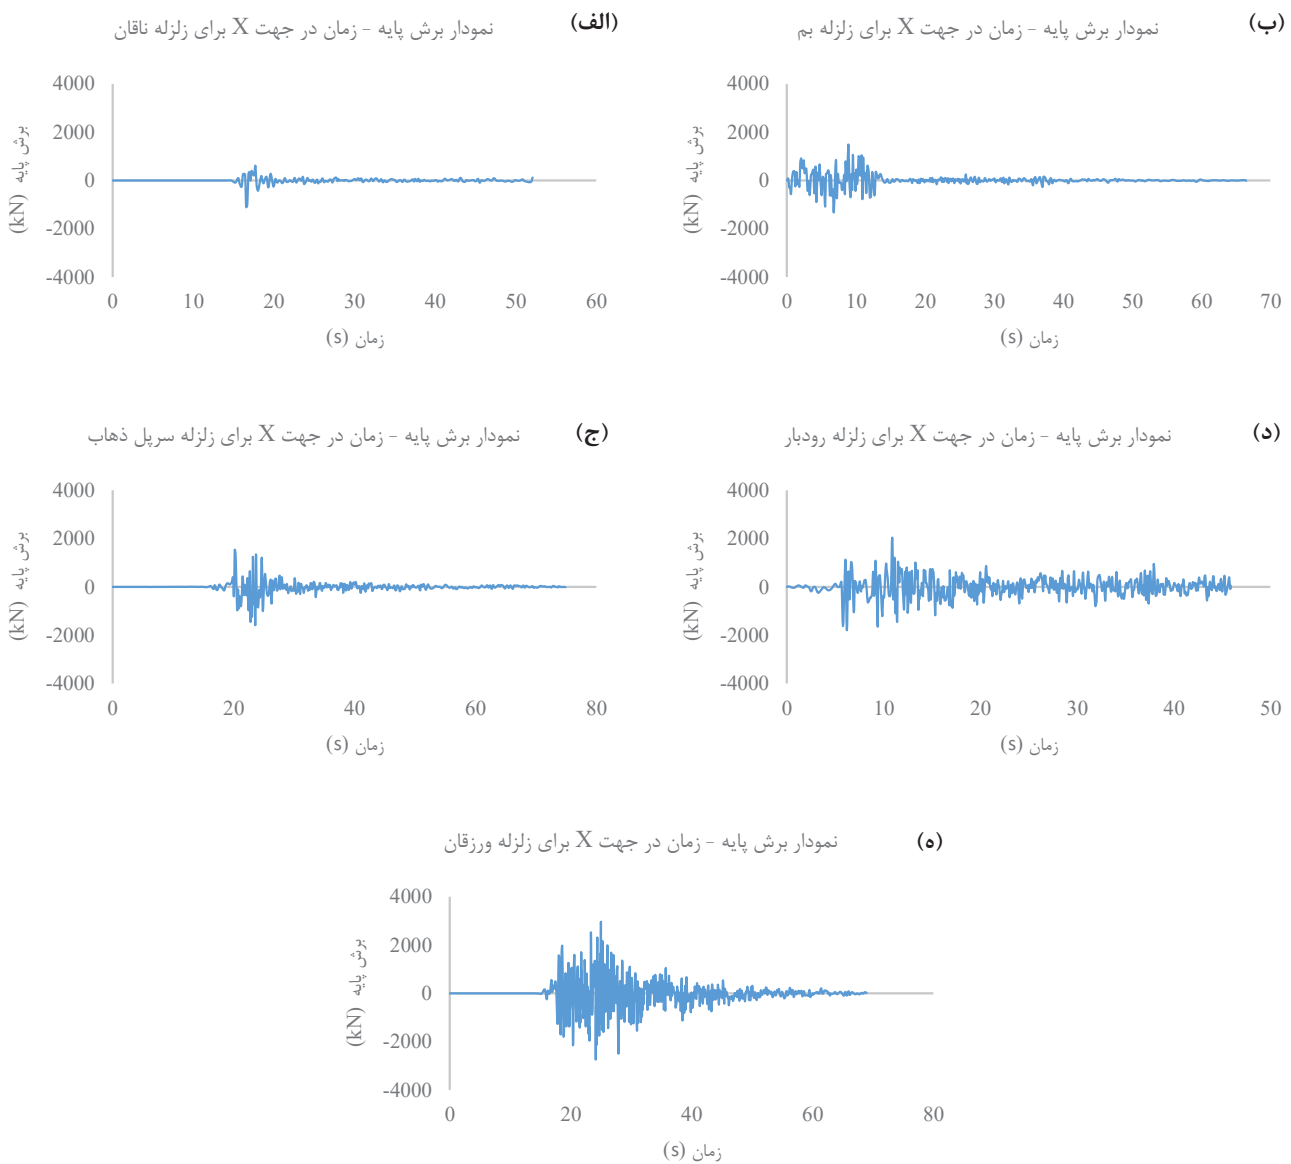 (الف)
نمودار برش پایه - زمان در جهت X برای زلزله ناقان
4000
2000
0
-2000
-4000
برش پایه (kN)
0 10 20 30 40 50 60
زمان (s)
(ب)
نمودار برش پایه - زمان در جهت X برای زلزله بم
4000
2000
0
-2000
-4000
برش پایه (kN)
0 10 20 30 40 50 60 70
زمان (s)
(ج)
نمودار برش پایه - زمان در جهت X برای زلزله سرپل ذهاب
4000
2000
0
-2000
-4000
برش پایه (kN)
0 20 40 60 80
زمان (s)
(د)
نمودار برش پایه - زمان در جهت X برای زلزله رودبار
4000
2000
0
-2000
-4000
برش پایه (kN)
0 10 20 30 40 50
زمان (s)
(ه)
نمودار برش پایه - زمان در جهت X برای زلزله ورزقان
4000
2000
0
-2000
-4000
برش پایه (kN)
0 20 40 60 80
زمان (s)